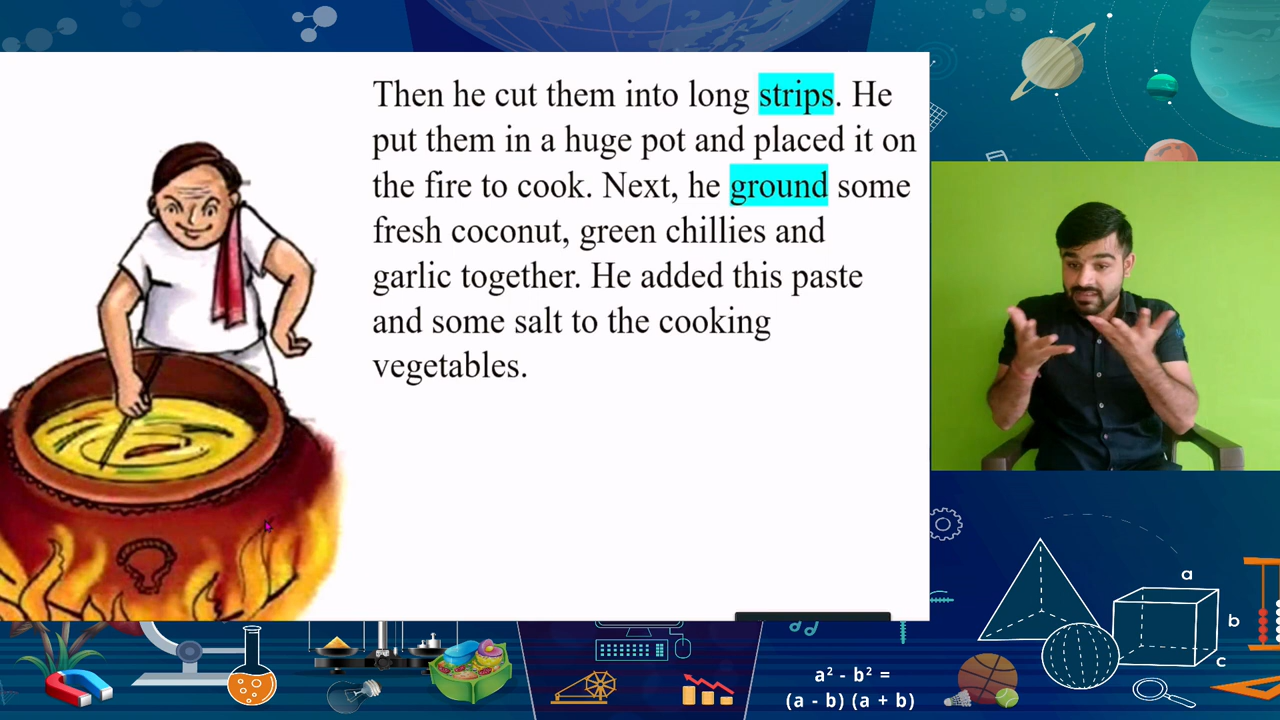 Then he cut them into long strips. He
put them in a huge pot and placed it on
the fire to cook. Next, he ground some
fresh coconut, green chillies and
garlic together. He added this paste
and some salt to the cooking
vegetables.
a
b
c
a² - b² =
(a - b) (a + b)